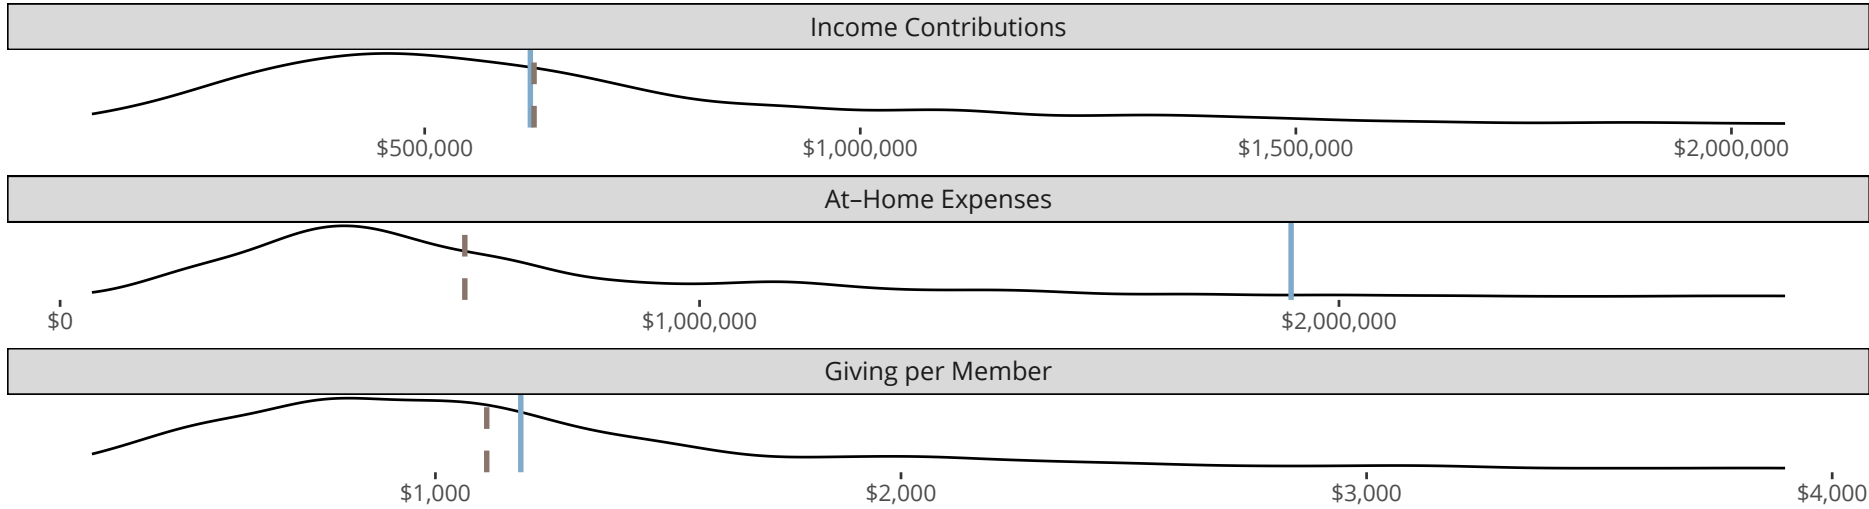 Income Contributions
$500,000 $1,000,000 $1,500,000 $2,000,000
At–Home Expenses
$0 $1,000,000 $2,000,000
Giving per Member
$1,000 $2,000 $3,000 $4,000